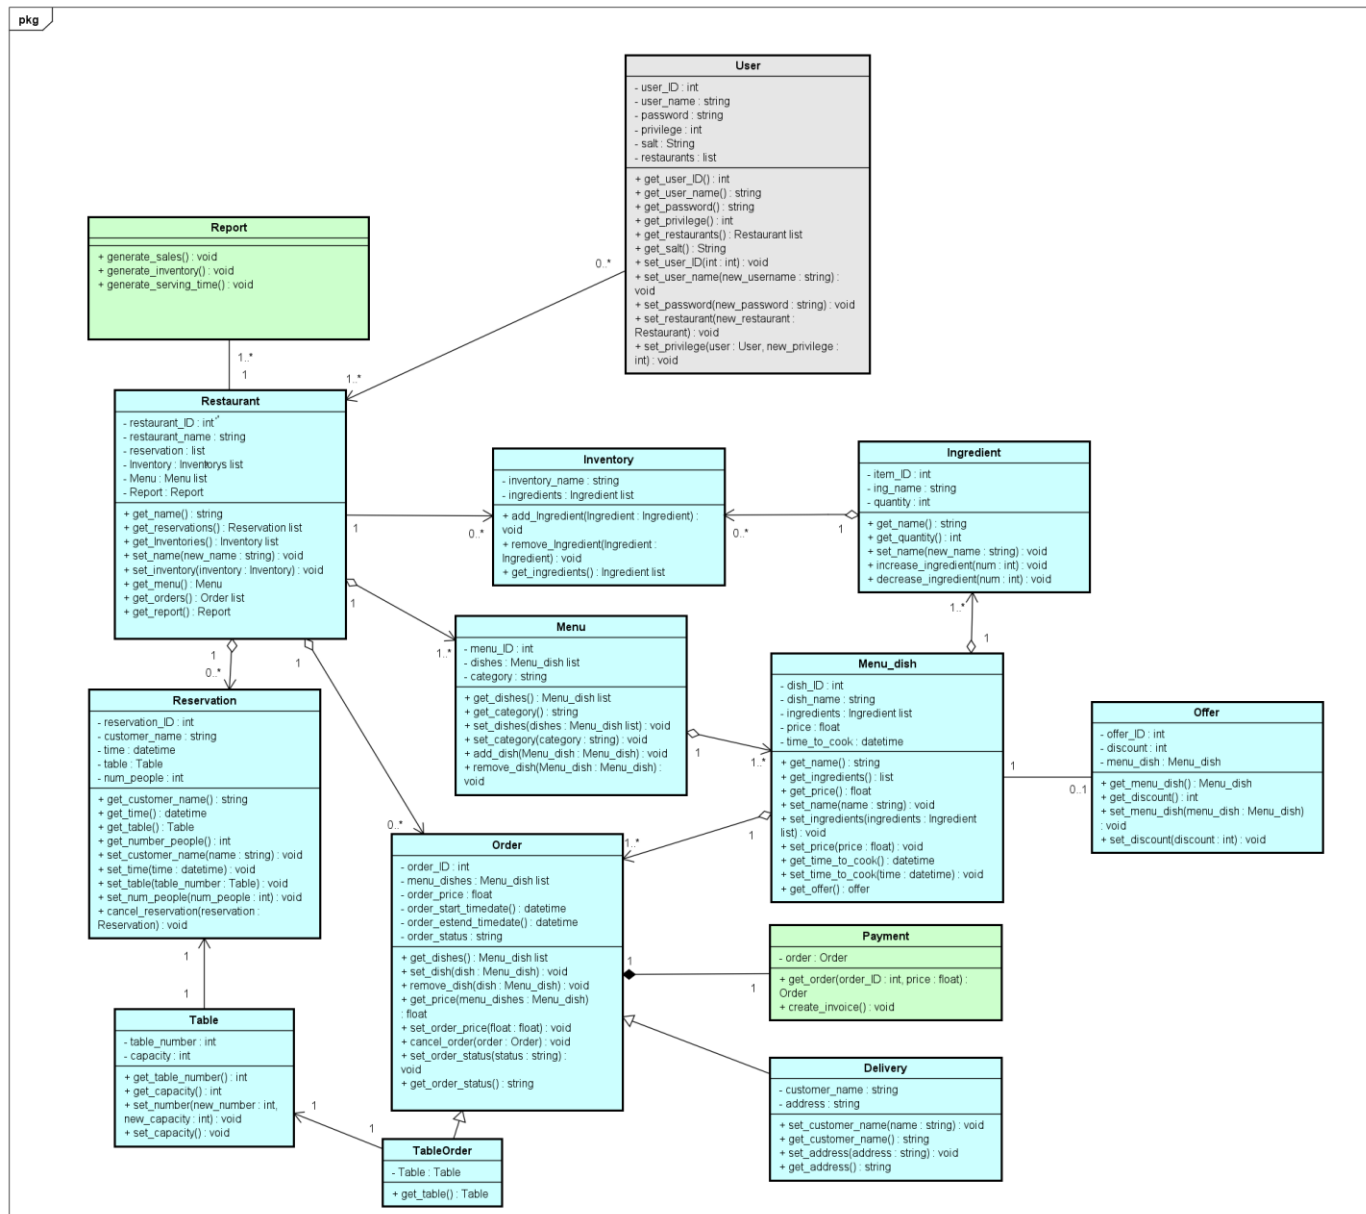 pkg
User
- user_ID : int
- user_name : string
- password : string
- privilege : int
- salt : String
- restaurants : list
+ get_user_ID() : int
+ get_user_name() : string
+ get_password() : string
+ get_privilege() : int
+ get_restaurants() : Restaurant list
+ get_salt() : String
+ set_user_ID(int : int) : void
+ set_user_name(new_username : string) :
void
+ set_password(new_password : string) : void
+ set_restaurant(new_restaurant :
Restaurant) : void
+ set_privilege(user : User, new_privilege :
int) : void
0..*
1..*
Report
+ generate_sales() : void
+ generate_inventory() : void
+ generate_serving_time() : void
1..*
1
Restaurant
- restaurant_ID : int
- restaurant_name : string
- reservation : list
- Inventory : Inventorys list
- Menu : Menu list
- Report : Report
+ get_name() : string
+ get_reservations() : Reservation list
+ get_Inventories() : Inventory list
+ set_name(new_name : string) : void
+ set_inventory(inventory : Inventory) : void
+ get_menu() : Menu
+ get_orders() : Order list
+ get_report() : Report
1
0..*
Inventory
- inventory_name : string
- ingredients : Ingredient list
+ add_Ingredient(Ingredient : Ingredient) :
void
+ remove_Ingredient(Ingredient :
Ingredient) : void
+ get_ingredients() : Ingredient list
0..*
1
Ingredient
- item_ID : int
- ing_name : string
- quantity : int
+ get_name() : string
+ get_quantity() : int
+ set_name(new_name : string) : void
+ increase_ingredient(num : int) : void
+ decrease_ingredient(num : int) : void
1..*
1
1
1..*
Menu
- menu_ID : int
- dishes : Menu_dish list
- category : string
+ get_dishes() : Menu_dish list
+ get_category() : string
+ set_dishes(dishes : Menu_dish list) : void
+ set_category(category : string) : void
+ add_dish(Menu_dish : Menu_dish) : void
+ remove_dish(Menu_dish : Menu_dish) :
void
1
1..*
Menu_dish
- dish_ID : int
- dish_name : string
- ingredients : Ingredient list
- price : float
- time_to_cook : datetime
+ get_name() : string
+ get_ingredients() : list
+ get_price() : float
+ set_name(name : string) : void
+ set_ingredients(ingredients : Ingredient
list) : void
+ set_price(price : float) : void
+ get_time_to_cook() : datetime
+ set_time_to_cook(time : datetime) : void
+ get_offer() : offer
1
0..1
Offer
- offer_ID : int
- discount : int
- menu_dish : Menu_dish
+ get_menu_dish() : Menu_dish
+ get_discount() : int
+ set_menu_dish(menu_dish : Menu_dish)
: void
+ set_discount(discount : int) : void
1
0..*
Reservation
- reservation_ID : int
- customer_name : string
- time : datetime
- table : Table
- num_people : int
+ get_customer_name() : string
+ get_time() : datetime
+ get_table() : Table
+ get_number_people() : int
+ set_customer_name(name : string) : void
+ set_time(time : datetime) : void
+ set_table(table_number : Table) : void
+ set_num_people(num_people : int) : void
+ cancel_reservation(reservation :
Reservation) : void
1
0..*
1
1..*
Order
- order_ID : int
- menu_dishes : Menu_dish list
- order_price : float
- order_start_timedate() : datetime
- order_estend_timedate() : datetime
- order_status : string
+ get_dishes() : Menu_dish list
+ set_dish(dish : Menu_dish) : void
+ remove_dish(dish : Menu_dish) : void
+ get_price(menu_dishes : Menu_dish)
: float
+ set_order_price(float : float) : void
+ cancel_order(order : Order) : void
+ set_order_status(status : string) :
void
+ get_order_status() : string
1
1
Payment
- order : Order
+ get_order(order_ID : int, price : float) :
Order
+ create_invoice() : void
Delivery
- customer_name : string
- address : string
+ set_customer_name(name : string) : void
+ get_customer_name() : string
+ set_address(address : string) : void
+ get_address() : string
1
1
Table
- table_number : int
- capacity : int
+ get_table_number() : int
+ get_capacity() : int
+ set_number(new_number : int,
new_capacity : int) : void
+ set_capacity() : void
1
1
TableOrder
- Table : Table
+ get_table() : Table